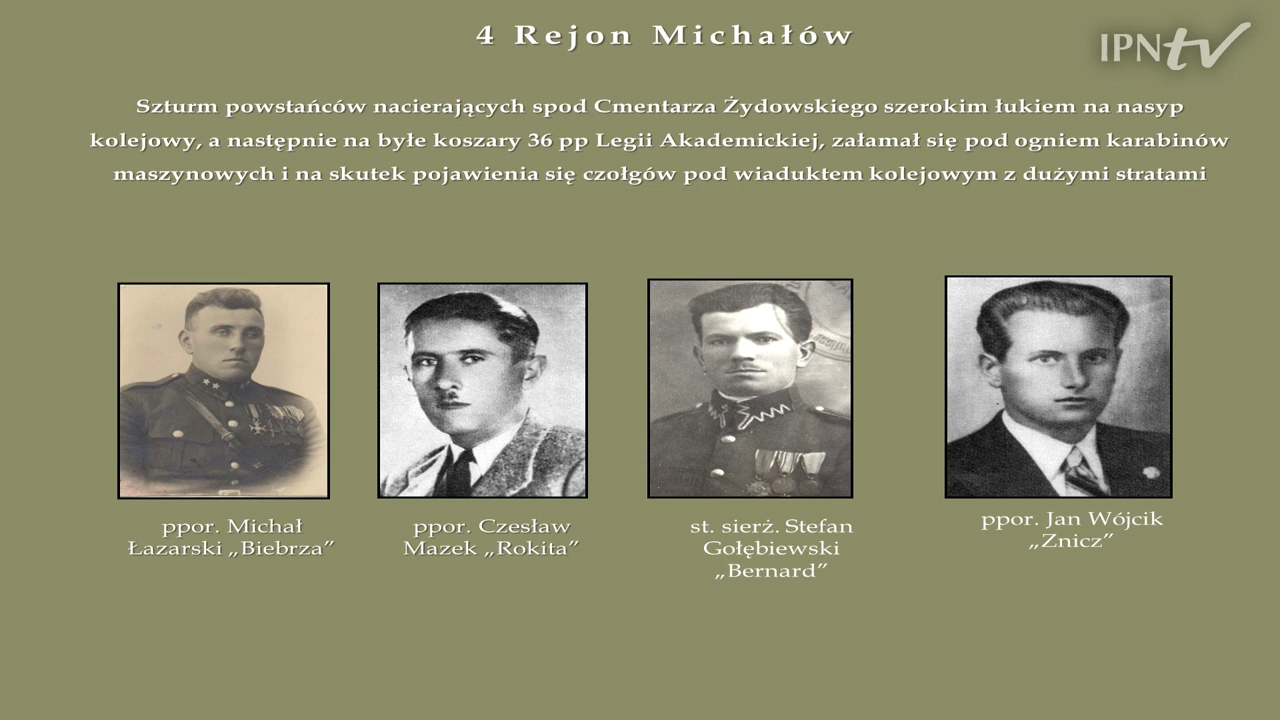 4 Rejon Michałów
IPNtv
Szturm powstańców nacierających spod Cmentarza Żydowskiego szerokim łukiem na nasyp
kolejowy, a następnie na byłe koszary 36 pp Legii Akademickiej, załamał się pod ogniem karabinów
maszynowych i na skutek pojawienia się czołgów pod wiaduktem kolejowym z dużymi stratami
ppor. Michał
Łazarski „Biebrza”
ppor. Czesław
Mazek „Rokita”
st. sierż. Stefan
Gołębiewski
„Bernard”
ppor. Jan Wójcik
„Znicz”